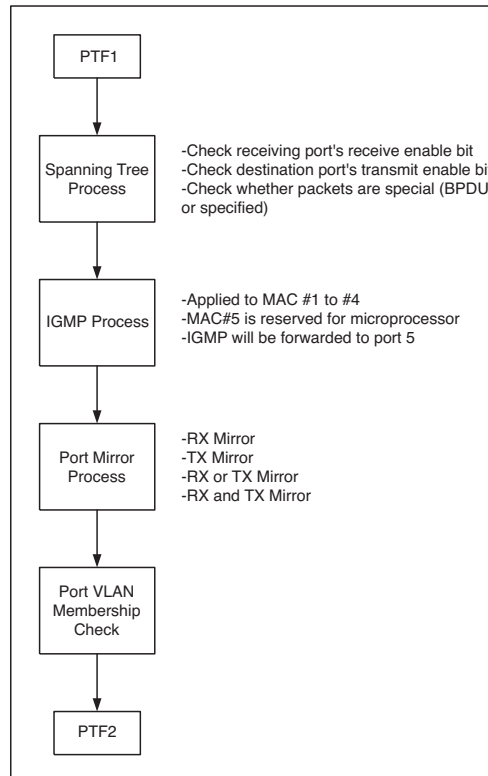 PTF1
Spanning Tree
Process
-Check receiving port's receive enable bit
-Check destination port's transmit enable bi
-Check whether packets are special (BPDU
or specified)
IGMP Process
-Applied to MAC #1 to #4
-MAC#5 is reserved for microprocessor
-IGMP will be forwarded to port 5
Port Mirror
Process
-RX Mirror
-TX Mirror
-RX or TX Mirror
-RX and TX Mirror
Port VLAN
Membership
Check
PTF2